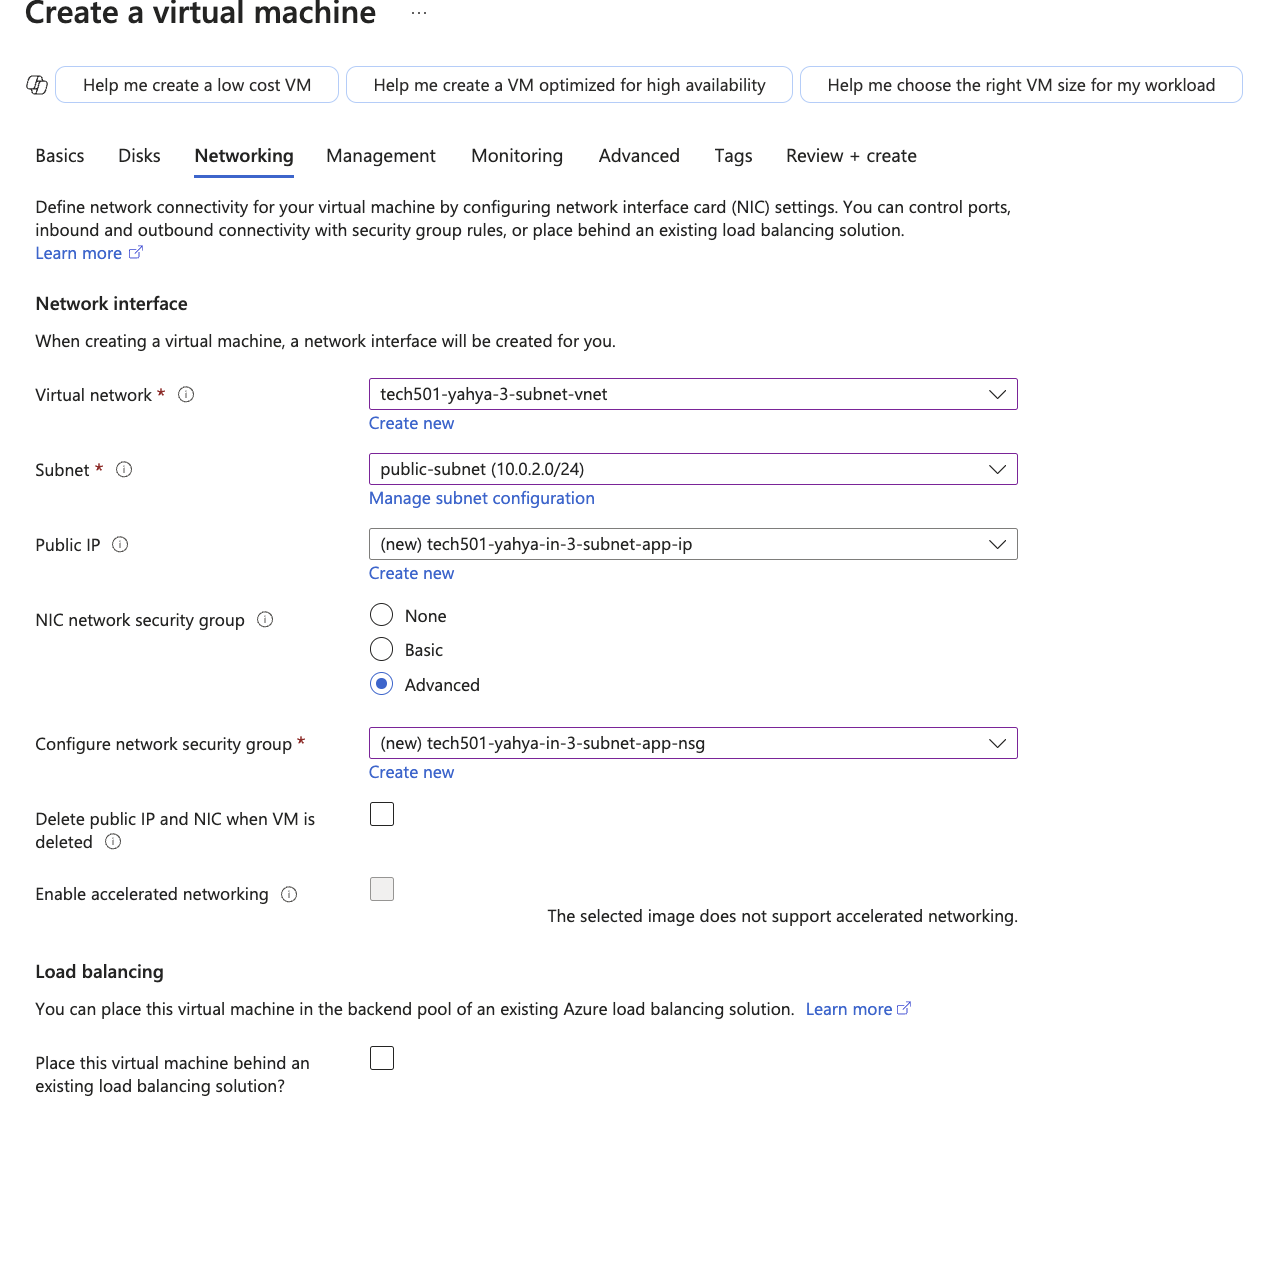 Create a virtual machine ...
Help me create a low cost VM
Help me create a VM optimized for high availability
Help me choose the right VM size for my workload
Basics Disks Networking Management Monitoring Advanced Tags Review + create
Define network connectivity for your virtual machine by configuring network interface card (NIC) settings. You can control ports,
inbound and outbound connectivity with security group rules, or place behind an existing load balancing solution.
Learn more
Network interface
When creating a virtual machine, a network interface will be created for you.
Virtual network *
tech501-yahya-3-subnet-vnet
Create new
Subnet *
public-subnet (10.0.2.0/24)
Manage subnet configuration
Public IP
(new) tech501-yahya-in-3-subnet-app-ip
Create new
NIC network security group
None
Basic
Advanced
Configure network security group *
(new) tech501-yahya-in-3-subnet-app-nsg
Create new
Delete public IP and NIC when VM is
deleted
Enable accelerated networking
The selected image does not support accelerated networking.
Load balancing
You can place this virtual machine in the backend pool of an existing Azure load balancing solution. Learn more
Place this virtual machine behind an
existing load balancing solution?